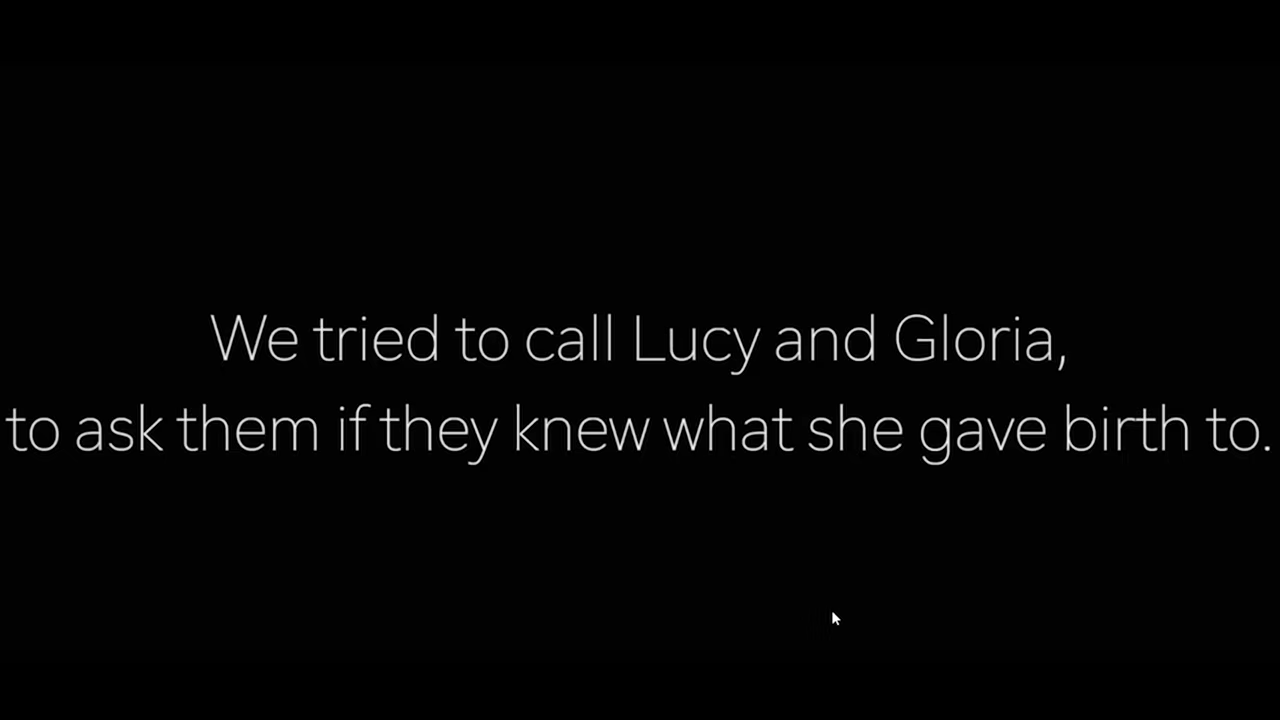 We tried to call Lucy and Gloria,
to ask them if they knew what she gave birth to.